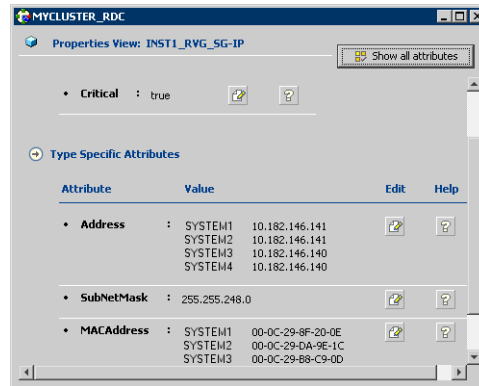 MYCLUSTER_RDC
Properties View: INST1_RVG_SG-IP
Show all attributes
• Critical : true
Type Specific Attributes
Attribute Value Edit Help
• Address : SYSTEM1 10.182.146.141
SYSTEM2 10.182.146.141
SYSTEM3 10.182.146.140
SYSTEM4 10.182.146.140
• SubNetMask : 255.255.248.0
• MACAddress : SYSTEM1 00-0C-29-8F-20-0E
SYSTEM2 00-0C-29-DA-9E-1C
SYSTEM3 00-0C-29-B8-C9-0D